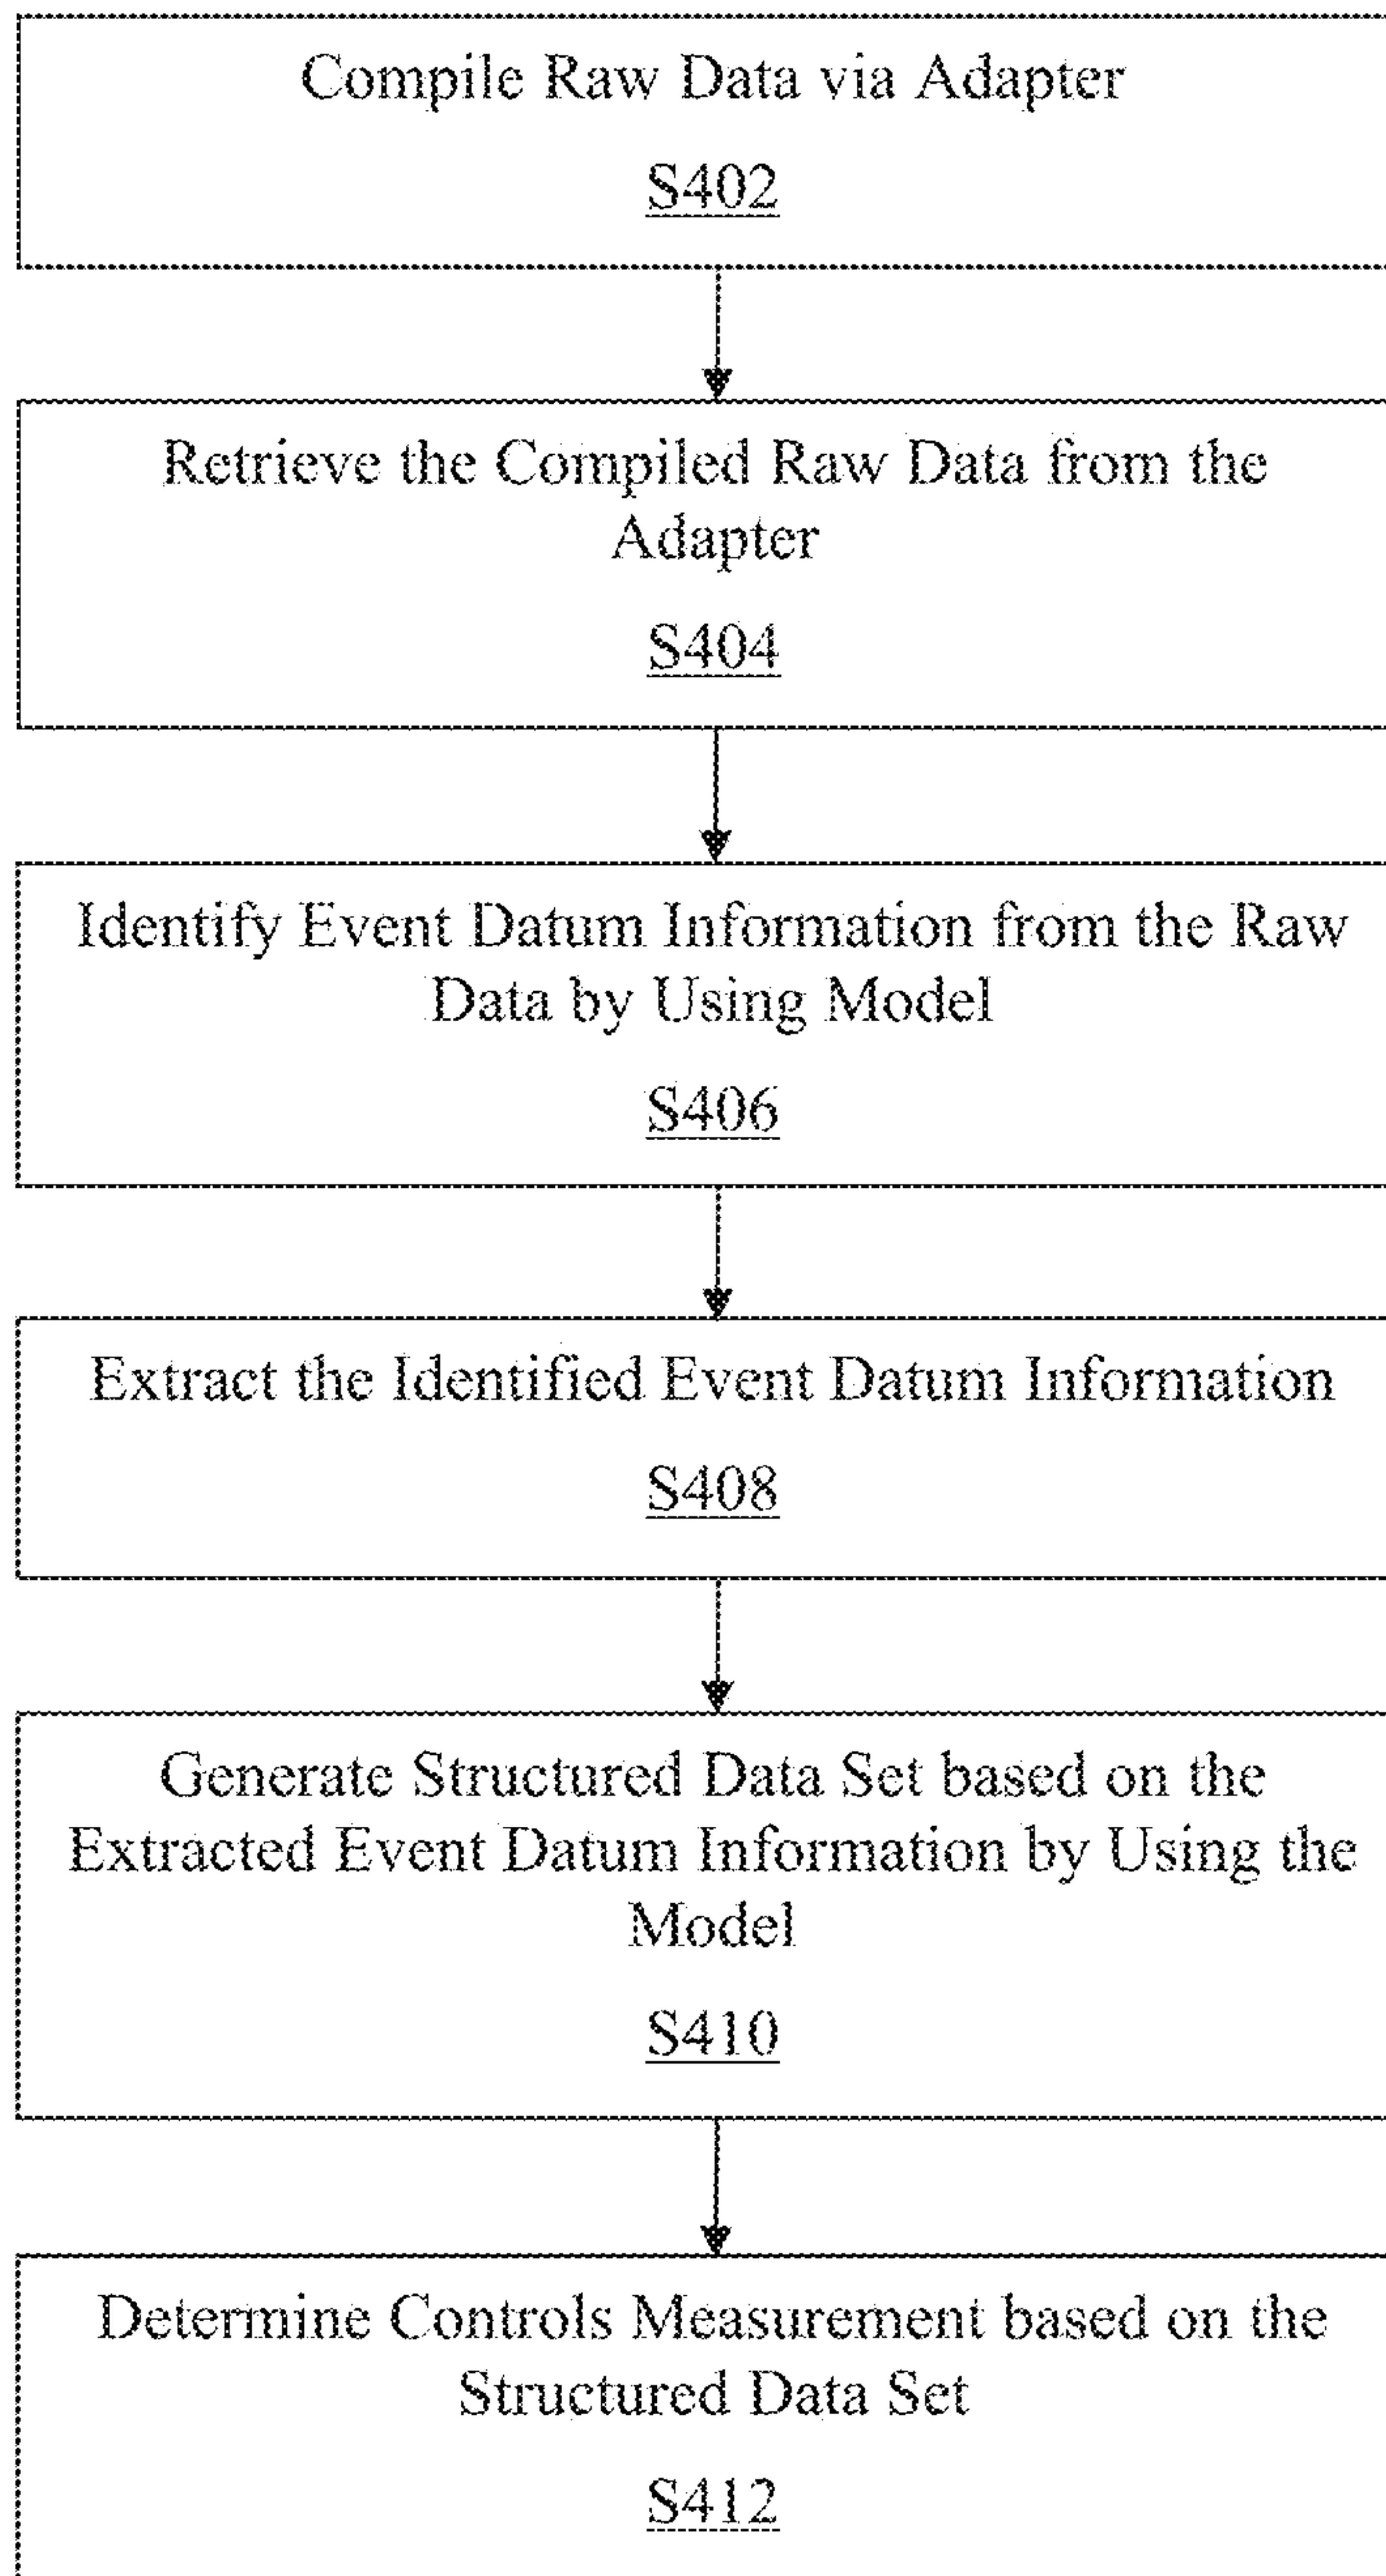 Compile Raw Data via Adapter
S402
Retrieve the Compiled Raw Data from the
Adapter
S404
Identify Event Datum Information from the Raw
Data by Using Model
S406
Extract the Identified Event Datum Information
S408
Generate Structured Data Set based on the
Extracted Event Datum Information by Using the
Model
S410
Determine Controls Measurement based on the
Structured Data Set
S412